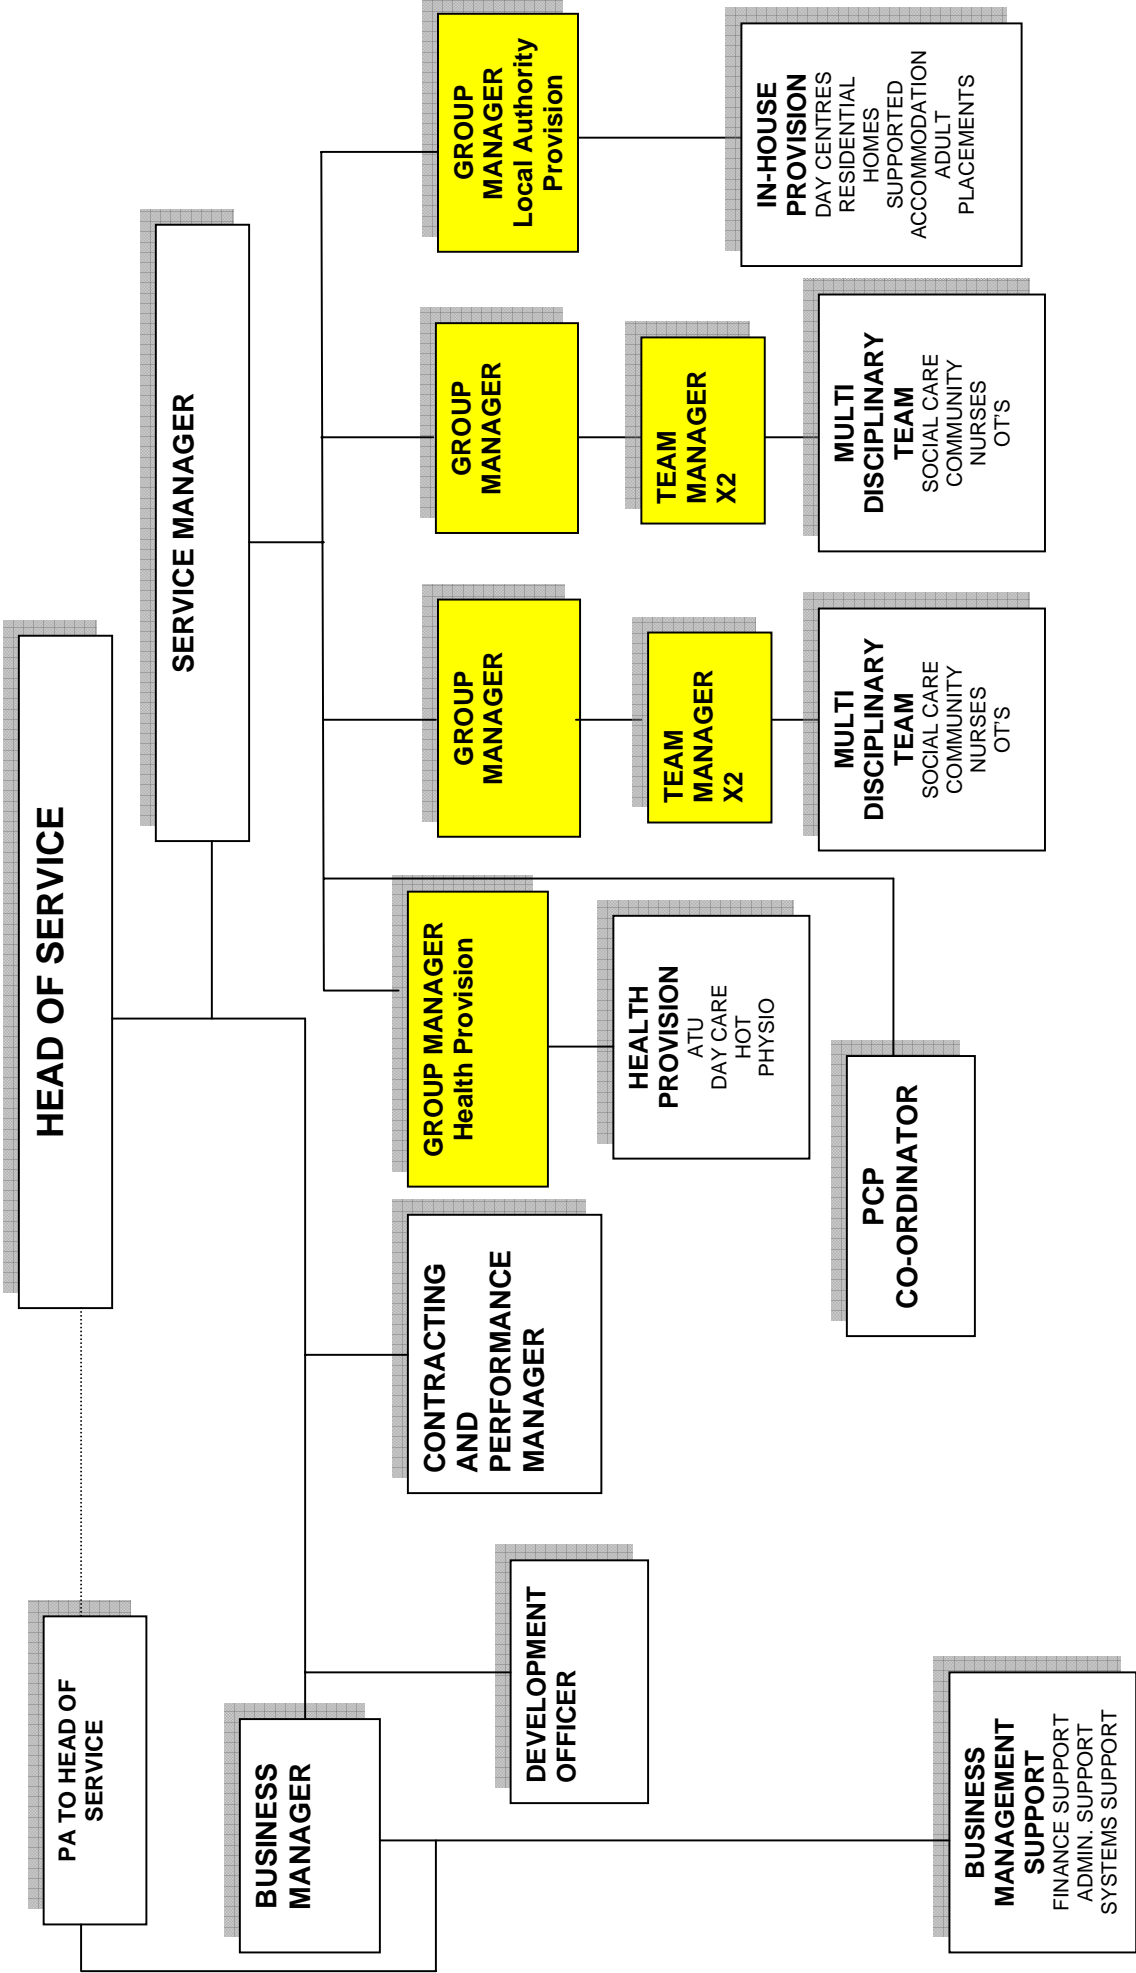 HEAD OF SERVICE
PA TO HEAD OF
SERVICE
SERVICE MANAGER
BUSINESS
MANAGER
DEVELOPMENT
OFFICER
CONTRACTING
AND
PERFORMANCE
MANAGER
GROUP MANAGER
Health Provision
GROUP
MANAGER
GROUP
MANAGER
GROUP
MANAGER
Local Authority
Provision
HEALTH
PROVISION
ATU
DAY CARE
HOT
PHYSIO
TEAM
MANAGER
X2
TEAM
MANAGER
X2
IN-HOUSE
PROVISION
DAY CENTRES
RESIDENTIAL
HOMES
SUPPORTED
ACCOMMODATION
ADULT
PLACEMENTS
PCP
CO-ORDINATOR
MULTI
DISCIPLINARY
TEAM
SOCIAL CARE
COMMUNITY
NURSES
OT'S
MULTI
DISCIPLINARY
TEAM
SOCIAL CARE
COMMUNITY
NURSES
OT'S
BUSINESS
MANAGEMENT
SUPPORT
FINANCE SUPPORT
ADMIN. SUPPORT
SYSTEMS SUPPORT